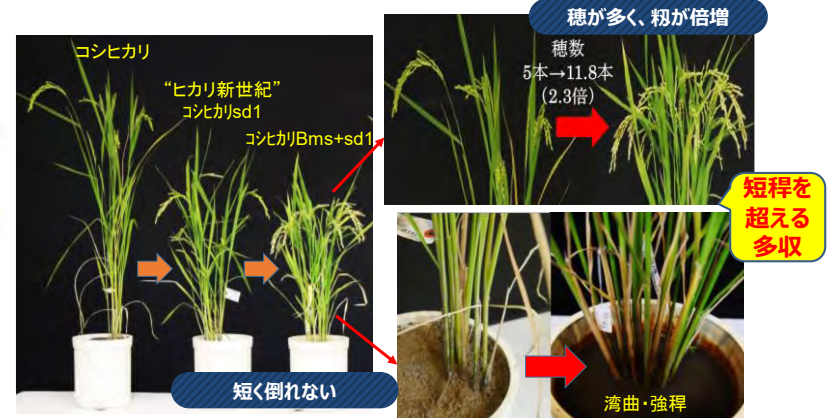 コシヒカリ
“ヒカリ新世紀”
コシヒカリsd1
コシヒカリBms+sd1
短く倒れない
穂が多く、籾が倍増
穂数
5本→11.8本
（2.3倍）
短稈を
超える
多収
湾曲・強稈